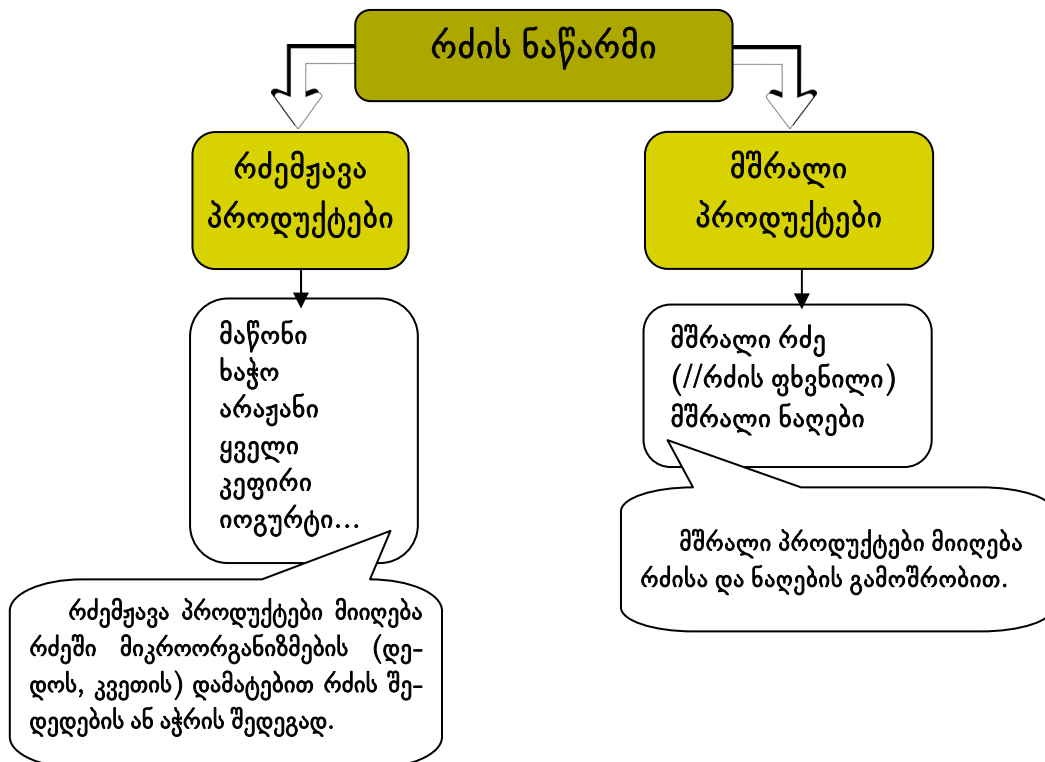 რძის ნაწარმი
რძემჟავა
პროდუქტები
მაწონი
ხაჭო
არაჟანი
ყველი
კეფირი
იოგურტი...
რძემჟავა პროდუქტები მიიღება
რძეში მიკროორგანიზმების (დე-
დოს, კვეთის) დამატებით რძის შე-
დედების ან აჭრის შედეგად.
მშრალი
პროდუქტები
მშრალი რძე
(//რძის ფხვნილი)
მშრალი ნაღები
მშრალი პროდუქტები მიიღება
რძისა და ნაღების გამოშრობით.